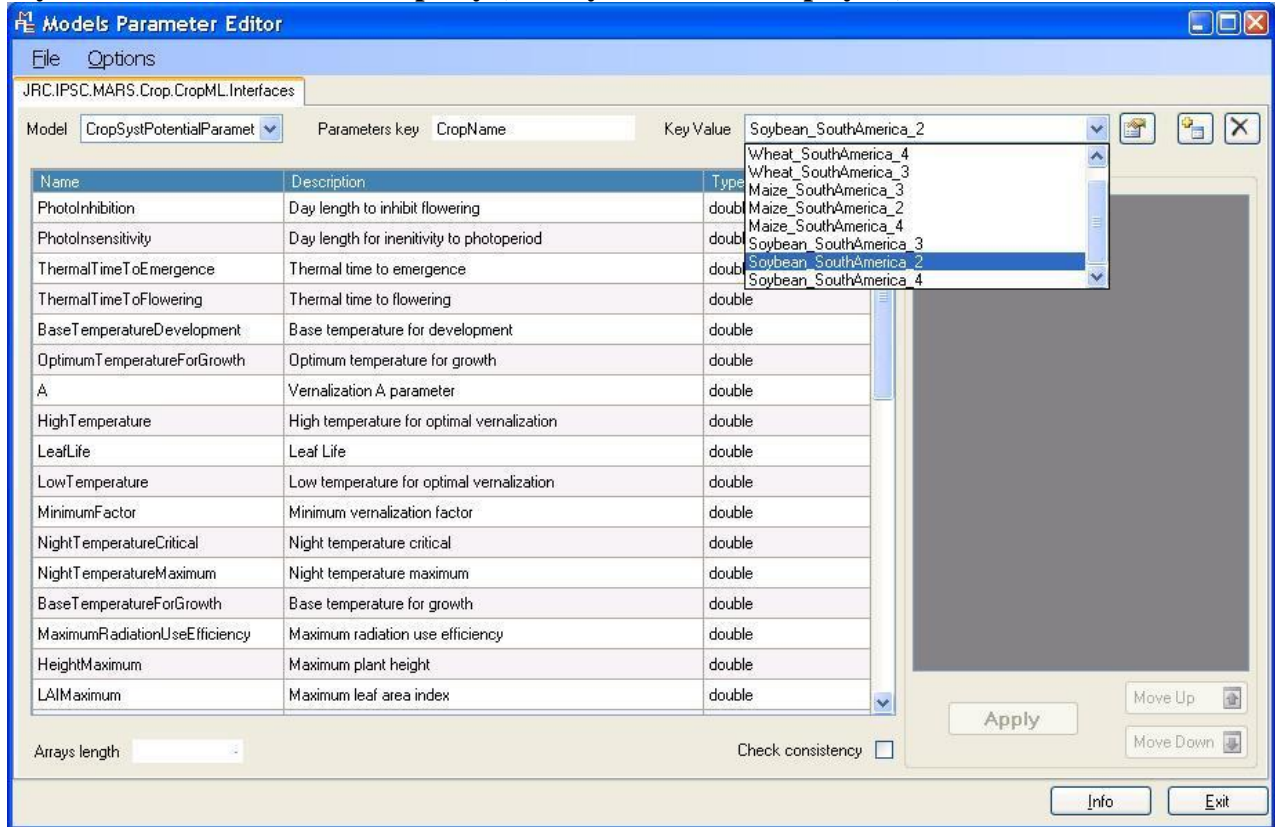 Models Parameter Editor
File Options
JRC.IPSC.MARS.Crop.CropML.Interfaces
Model CropSystPotentialParamet Parameters key CropName Key Value Soybean_SouthAmerica_2
Wheat_SouthAmerica_4
Wheat_SouthAmerica_3
Maize_SouthAmerica_3
Maize_SouthAmerica_2
Maize_SouthAmerica_4
Soybean_SouthAmerica_3
Soybean_SouthAmerica_2
Soybean_SouthAmerica_4
Name Description Type
PhotoInhibition Day length to inhibit flowering doubl
PhotoInsensitivity Day length for inenitivity to photoperiod doubl
ThermalTimeToEmergence Thermal time to emergence doubl
ThermalTimeToFlowering Thermal time to flowering double
BaseTemperatureDevelopment Base temperature for development double
OptimumTemperatureForGrowth Optimum temperature for growth double
A Vernalization A parameter double
HighTemperature High temperature for optimal vernalization double
LeafLife Leaf Life double
LowTemperature Low temperature for optimal vernalization double
MinimumFactor Minimum vernalization factor double
NightTemperatureCritical Night temperature critical double
NightTemperatureMaximum Night temperature maximum double
BaseTemperatureForGrowth Base temperature for growth double
MaximumRadiationUseEfficiency Maximum radiation use efficiency double
HeightMaximum Maximum plant height double
LAIMaximum Maximum leaf area index double
Apply Move Up
Move Down
Arrays length - Check consistency
Info Exit